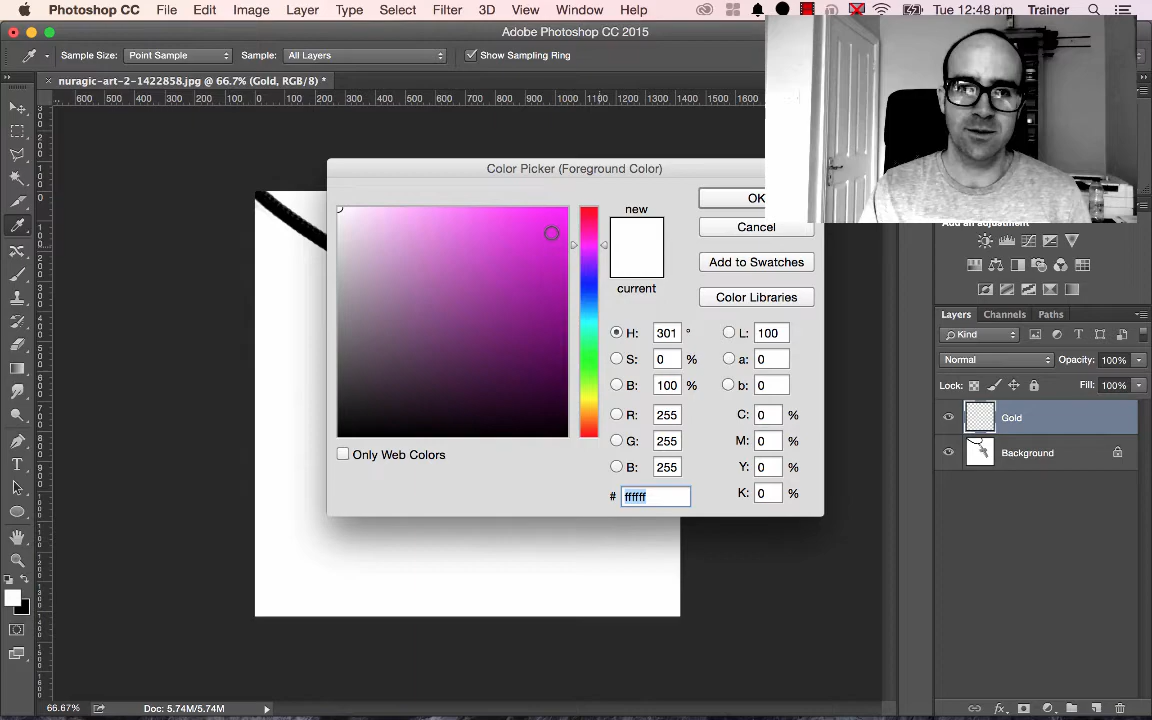 Photoshop CC File Edit Image Layer Type Select Filter 3D View Window Help Tue 12:48 pm Trainer
Adobe Photoshop CC 2015
Sample Size: Point Sample Sample: All Layers Show Sampling Ring
nuragic-art-2-1422858.jpg @ 66.7% (Gold, RGB/8) *
600 500 400 300 200 100 0 100 200 300 400 500 600 700 800 900 1000 1100 1200 1300 1400 1500 1600
Color Picker (Foreground Color)
OK
new
Cancel
Add an adjustment
Add to Swatches
current
Color Libraries
Layers Channels Paths
H: 301 ° L: 100
Kind
S: 0 % a: 0
Normal Opacity: 100%
B: 100 % b: 0
Lock: Fill: 100%
R: 255 C: 0 %
Gold
G: 255 M: 0 %
Only Web Colors
Background
B: 255 Y: 0 %
# ffffff K: 0 %
66.67% Doc: 5.74M/5.74M